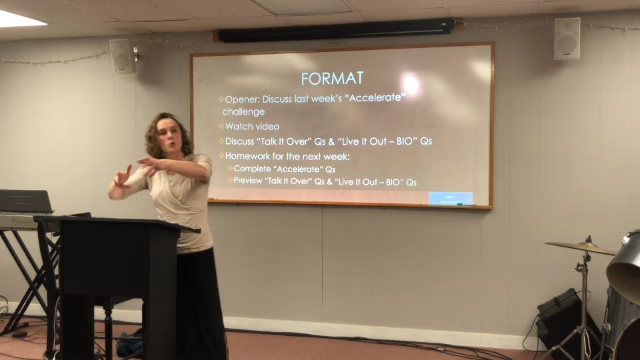 FORMAT
Opener: Discuss last week's "Accelerate"
challenge
Watch video
Discuss "Talk It Over" Qs & "Live It Out – BIO" Qs
Homework for the next week:
Complete "Accelerate" Qs
Preview "Talk It Over" Qs & "Live It Out – BIO" Qs